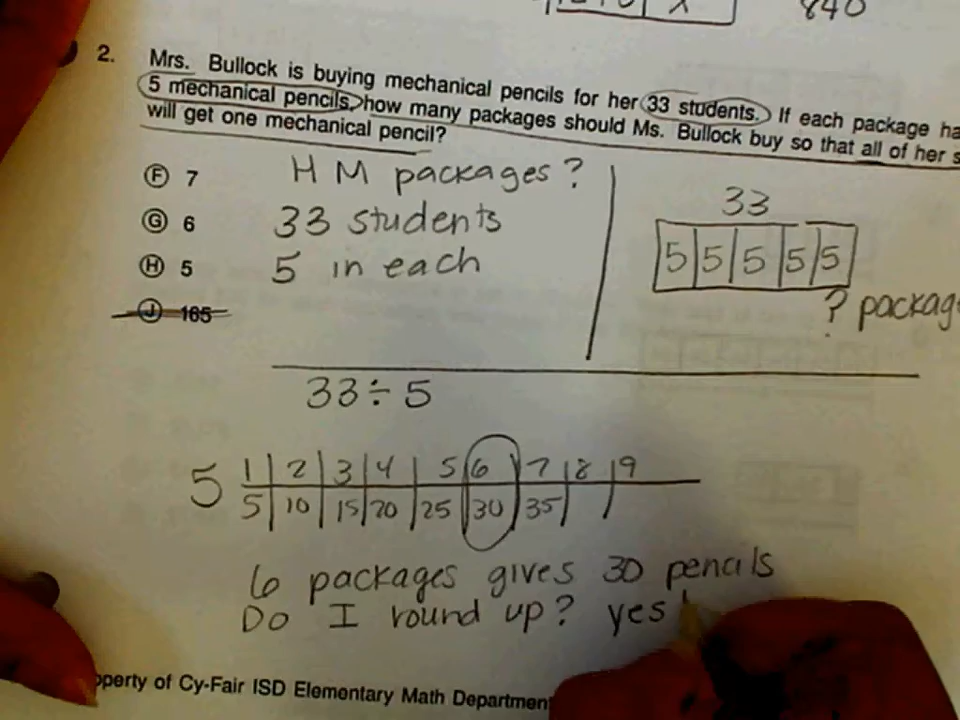 840
2. Mrs. Bullock is buying mechanical pencils for her 33 students. If each package
5 mechanical pencils, how many packages should Ms. Bullock buy so that all of her
will get one mechanical pencil?
F 7
G 6
H 5
J 165
H M packages?
33 students
5 in each
33
5 5 5 5 5
? packag
33 ÷ 5
5 1 2 3 4 5 6 7 8 9
5 10 15 20 25 30 35
6 packages gives 30 pencils
Do I round up? yes
operty of Cy-Fair ISD Elementary Math Departmen